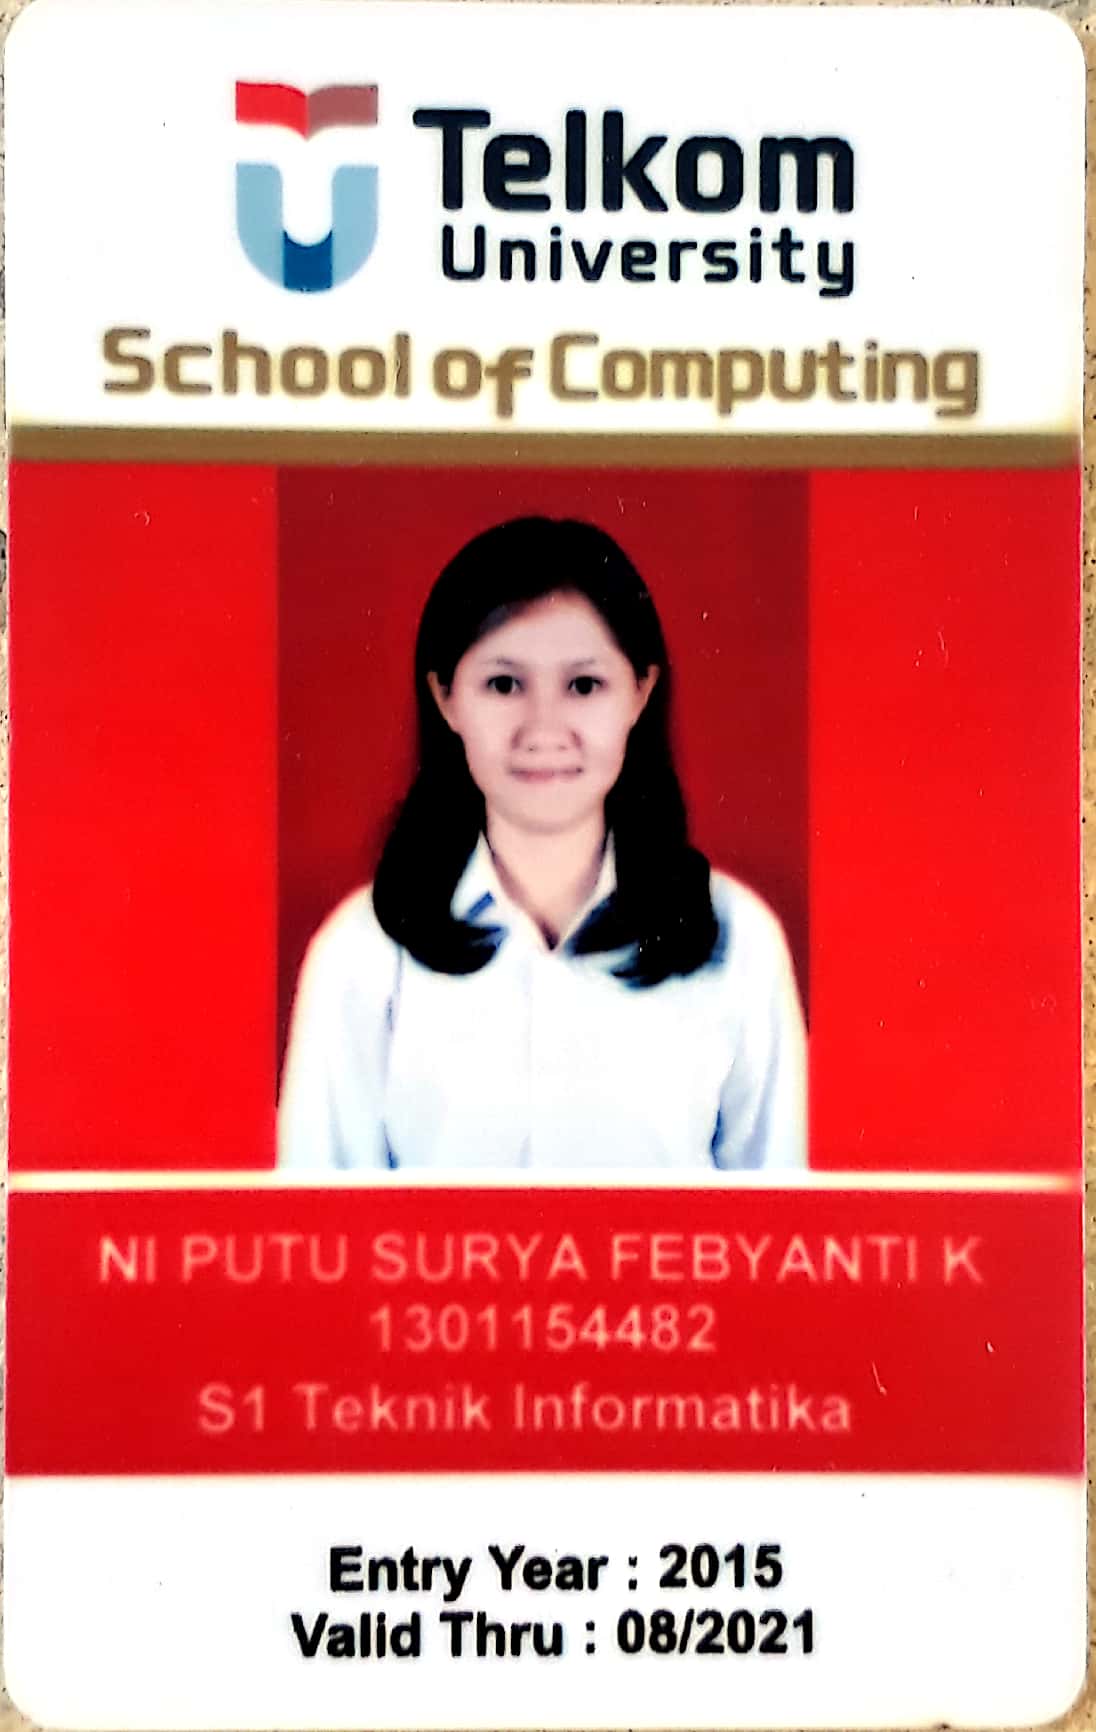 Telkom
University
School of Computing
NI PUTU SURYA FEBYANTI K
1301154482
S1 Teknik Informatika
Entry Year : 2015
Valid Thru : 08/2021